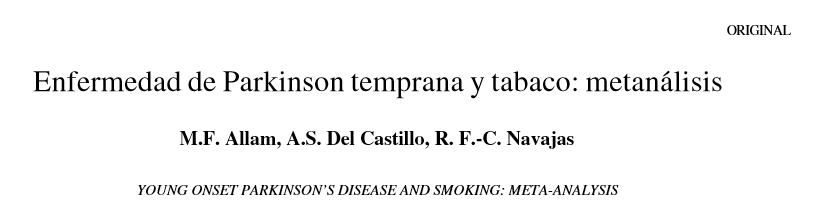 ORIGINAL
Enfermedad de Parkinson temprana y tabaco: metanálisis
M.F. Allam, A.S. Del Castillo, R. F.-C. Navajas
YOUNG ONSET PARKINSON'S DISEASE AND SMOKING: META-ANALYSIS